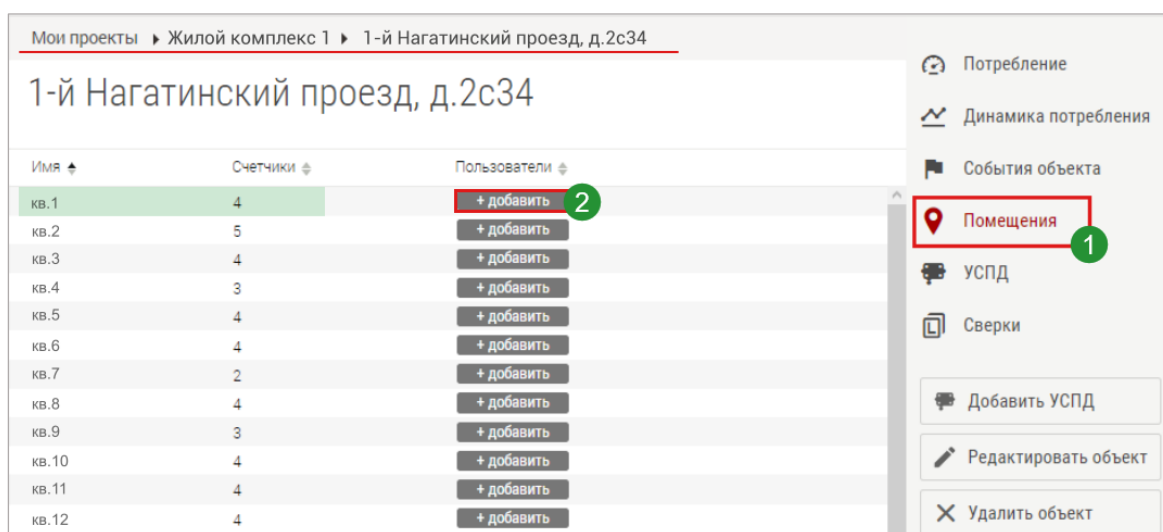 Мои проекты ▸ Жилой комплекс 1 ▸ 1-й Нагатинский проезд, д.2с34
1-й Нагатинский проезд, д.2с34
Имя Счетчики Пользователи
кв.1 4 + добавить 2
кв.2 5 + добавить
кв.3 4 + добавить
кв.4 3 + добавить
кв.5 4 + добавить
кв.6 4 + добавить
кв.7 2 + добавить
кв.8 4 + добавить
кв.9 3 + добавить
кв.10 4 + добавить
кв.11 4 + добавить
кв.12 4 + добавить
Потребление
Динамика потребления
События объекта
Помещения 1
УСПД
Сверки
Добавить УСПД
Редактировать объект
Удалить объект